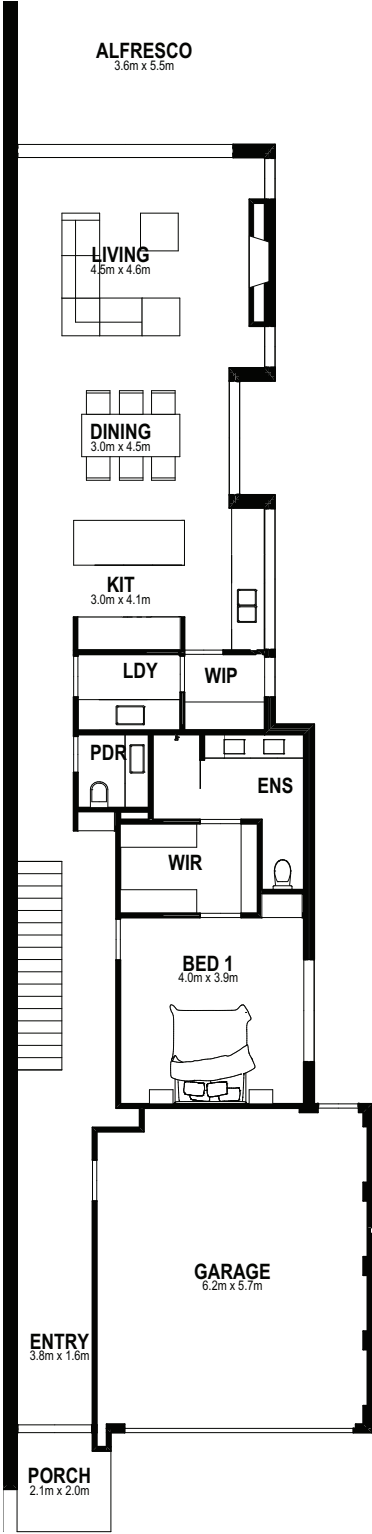 ALFRESCO
3.6m x 5.5m
LIVING
4.5m x 4.6m
DINING
3.0m x 4.5m
KIT
3.0m x 4.1m
LDY
WIP
PDR
ENS
WIR
BED 1
4.0m x 3.9m
GARAGE
6.2m x 5.7m
ENTRY
3.8m x 1.6m
PORCH
2.1m x 2.0m